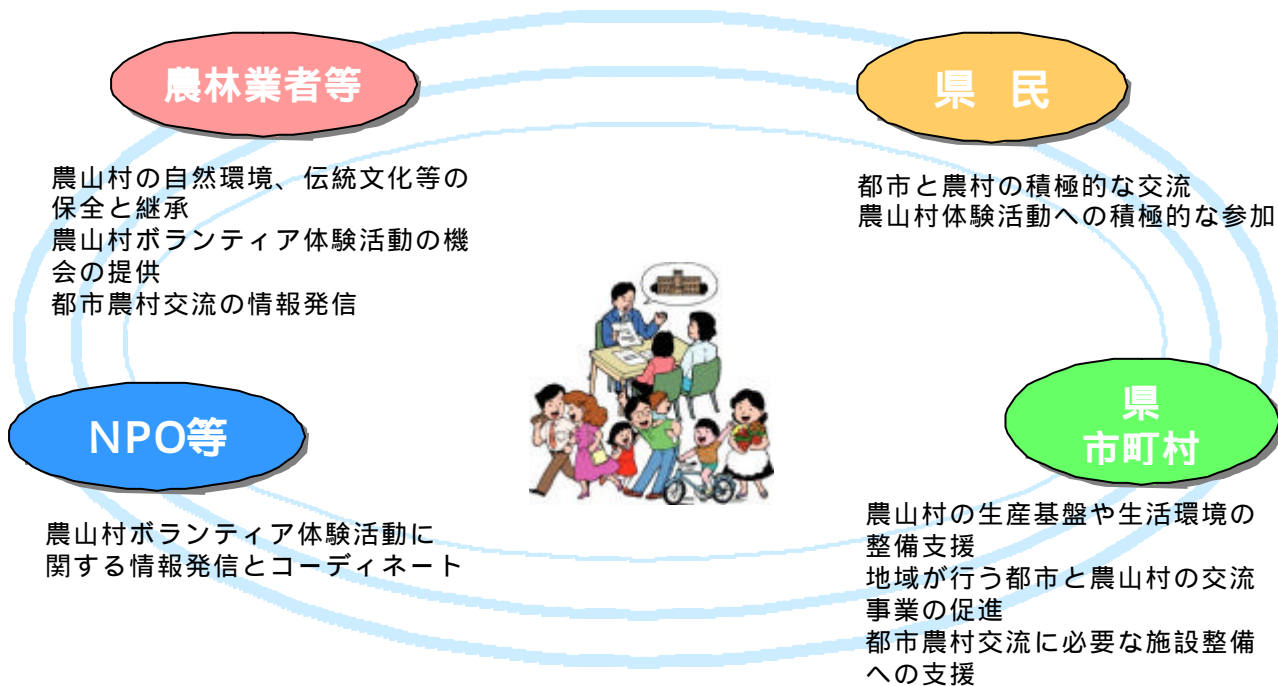 農林業者等
農山村の自然環境、伝統文化等の
保全と継承
農山村ボランティア体験活動の機
会の提供
都市農村交流の情報発信
県　民
都市と農村の積極的な交流
農山村体験活動への積極的な参加
NPO等
農山村ボランティア体験活動に
関する情報発信とコーディネート
県
市町村
農山村の生産基盤や生活環境の
整備支援
地域が行う都市と農山村の交流
事業の促進
都市農村交流に必要な施設整備
への支援